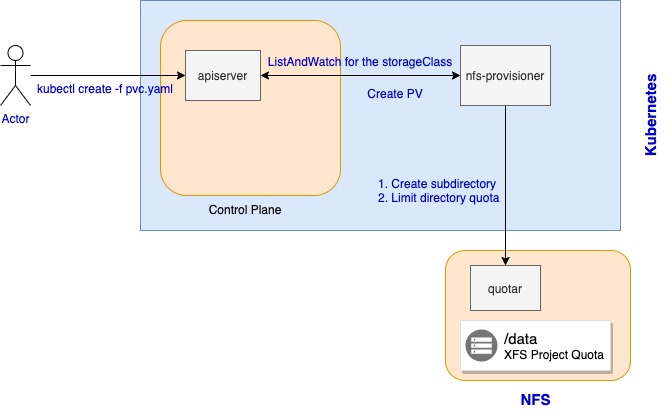 apiserver
ListAndWatch for the storageClass
nfs-provisioner
kubectl create -f pvc.yaml
Create PV
Actor
Kubernetes
1. Create subdirectory
2. Limit directory quota
Control Plane
quotar
/data
XFS Project Quota
NFS